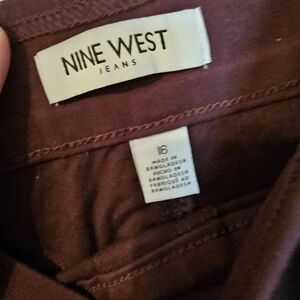 NINE WEST
JEANS
16
MADE IN
BANGLADESH
HECHO EN
BANGLADESH
FABRIQUÉ AU
BANGLADESH